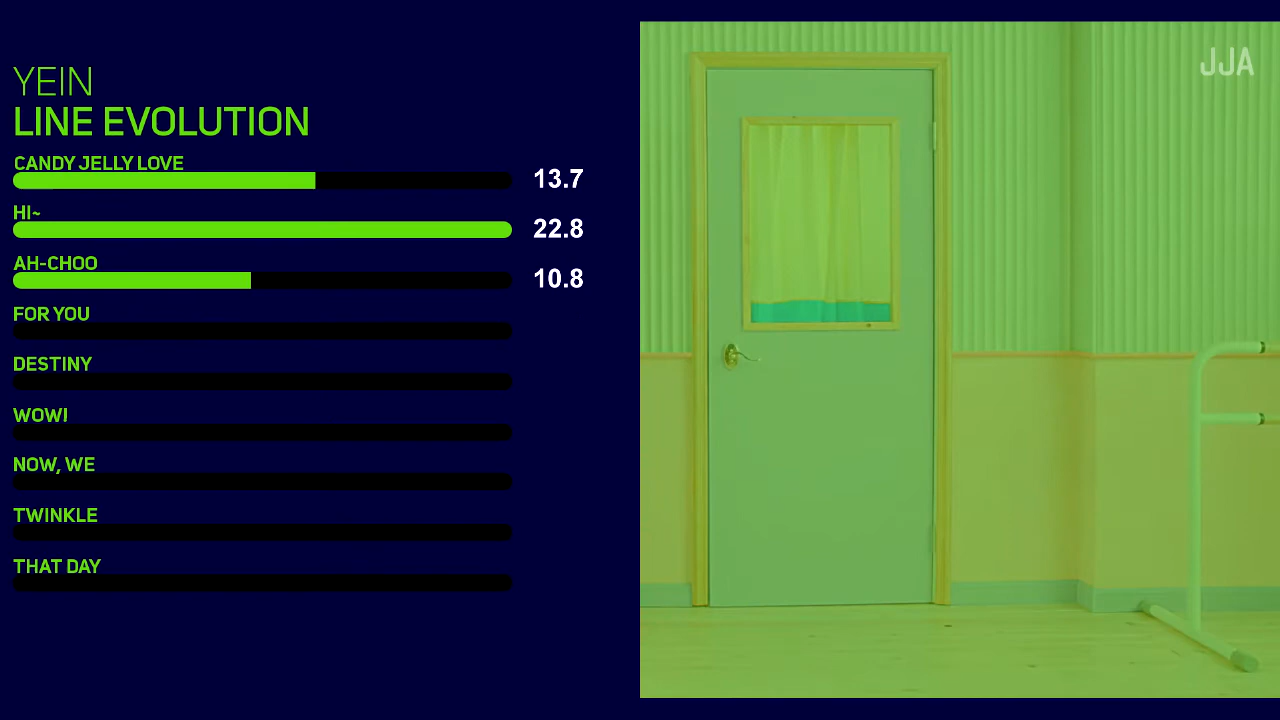 YEIN
LINE EVOLUTION
CANDY JELLY LOVE
13.7
HI~
22.8
AH-CHOO
10.8
FOR YOU
DESTINY
WOW!
NOW, WE
TWINKLE
THAT DAY
JJA